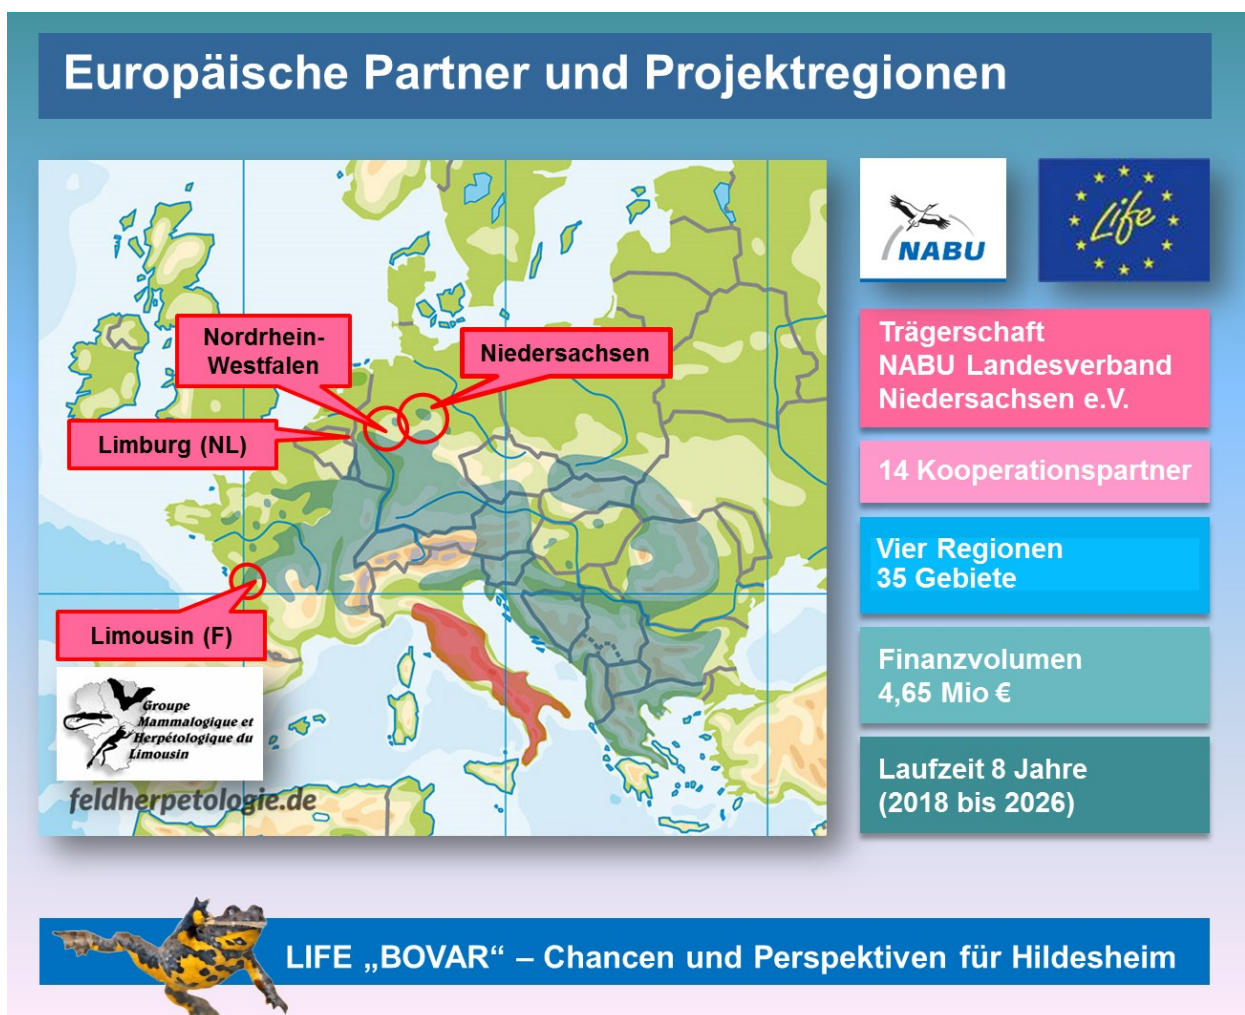 Europäische Partner und Projektregionen
NABU
Life
Nordrhein-
Westfalen
Niedersachsen
Limburg (NL)
Limousin (F)
Groupe
Mammalogique et
Herpétologique du
Limousin
feldherpetologie.de
Trägerschaft
NABU Landesverband
Niedersachsen e.V.
14 Kooperationspartner
Vier Regionen
35 Gebiete
Finanzvolumen
4,65 Mio €
Laufzeit 8 Jahre
(2018 bis 2026)
LIFE „BOVAR“ – Chancen und Perspektiven für Hildesheim